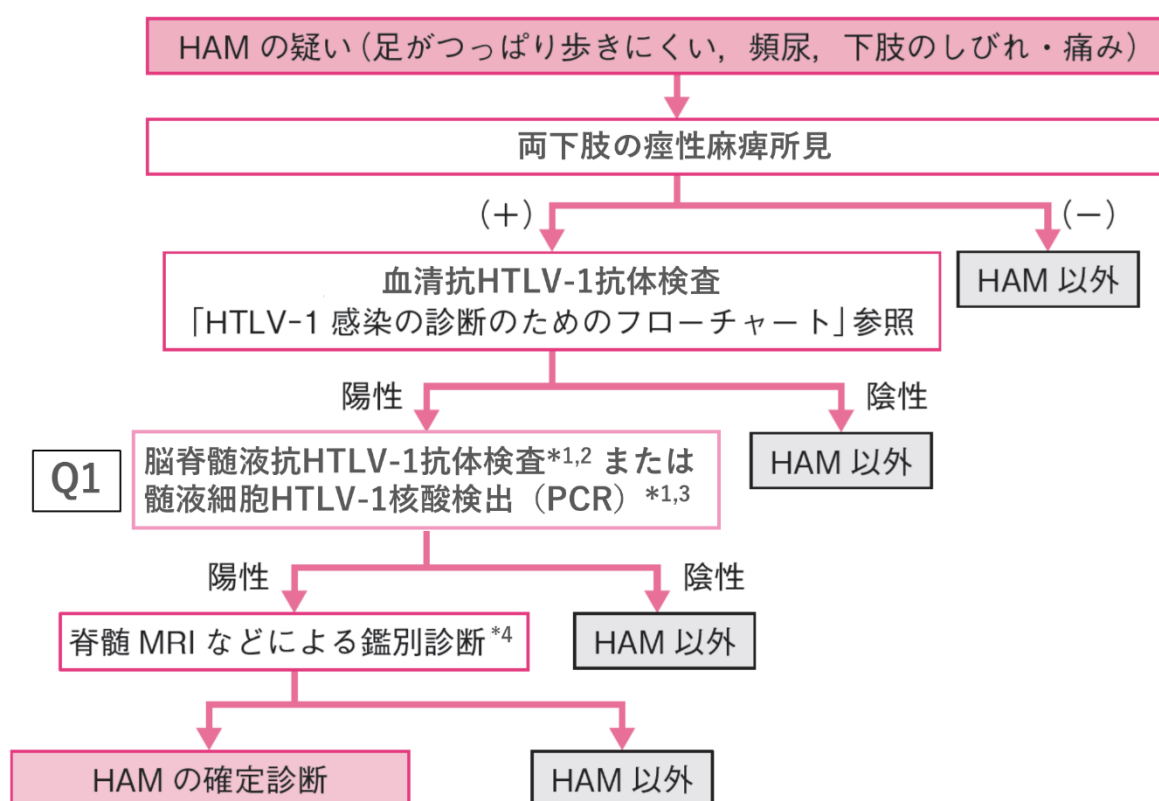 HAM の疑い(足がつっぱり歩きにくい，頻尿，下肢のしびれ・痛み)
両下肢の痙性麻痺所見
(+)
(−)
血清抗HTLV-1抗体検査
「HTLV-1 感染の診断のためのフローチャート」参照
HAM 以外
陽性
陰性
Q1
脳脊髄液抗HTLV-1抗体検査*1,2 または
髄液細胞HTLV-1核酸検出（PCR）*1,3
HAM 以外
陽性
陰性
脊髄 MRI などによる鑑別診断*4
HAM 以外
HAM の確定診断
HAM 以外